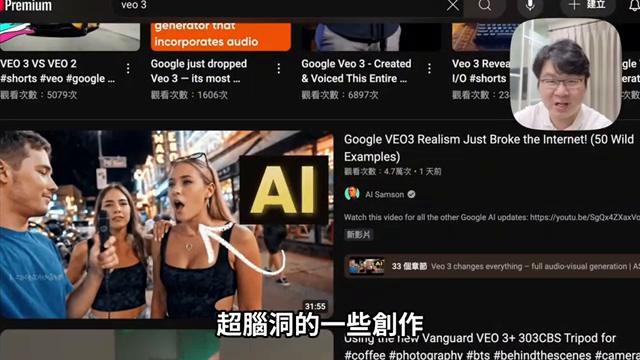 Premium
veo 3
建立
generator that
incorporates audio
VEO 3 VS VEO 2
#shorts #veo #google ...
觀看次數：5079次
Google just dropped
Veo 3 — its most ...
觀看次數：1606次
Google Veo 3 - Created
& Voiced This Entire ...
觀看次數：6897次
Veo 3 Revea
I/O #shorts
觀看次數：23
AI
31:55
Google VEO3 Realism Just Broke the Internet! (50 Wild
Examples)
觀看次數：4.7萬次・1 天前
AI Samson
Watch this video for all the other Google AI updates: https://youtu.be/SgQx4ZXaxVo
新影片
33 個章節
Veo 3 changes everything – full audio-visual generation | AS
超腦洞的一些創作
Using the new Vanguard VEO 3+ 303CBS Tripod for
#coffee #photography #bts #behindthescenes #camera